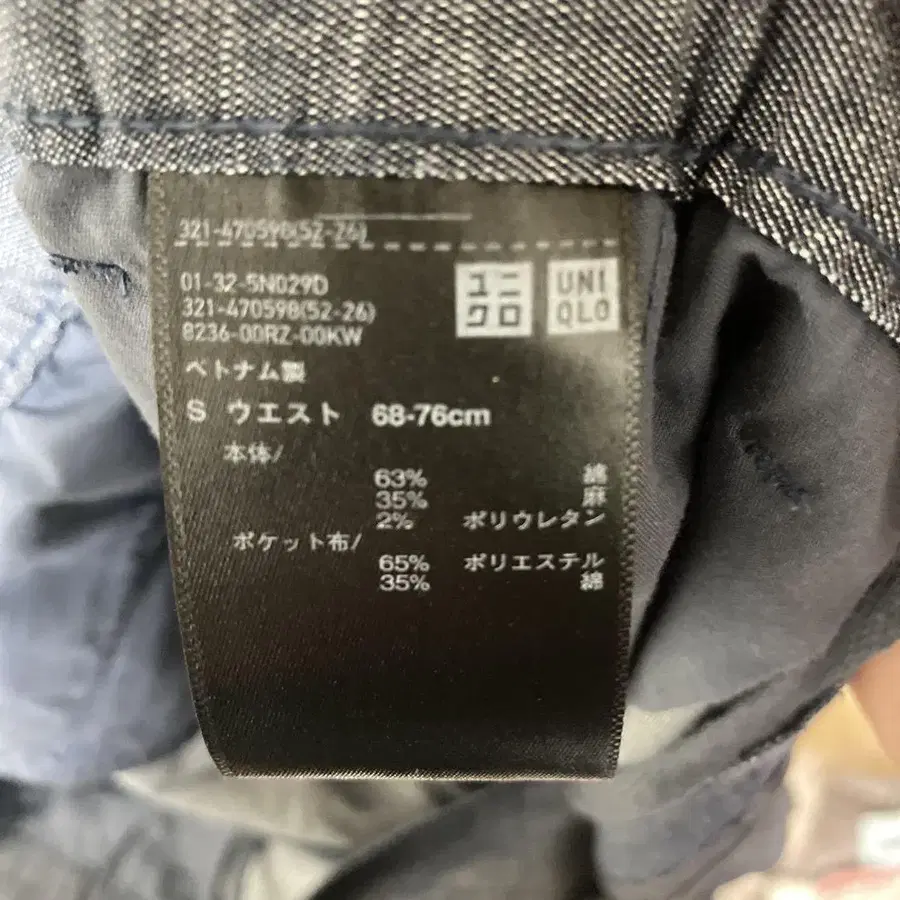 321-470598(52-26)
01-32-5N029D
321-470598(52-26)
8236-00RZ-00KW
ユニ
クロ
UNI
QLO
ベトナム製
S ウエスト 68-76cm
本体/
63% 綿
35% 麻
2% ポリウレタン
ポケット布/
65% ポリエステル
35% 綿